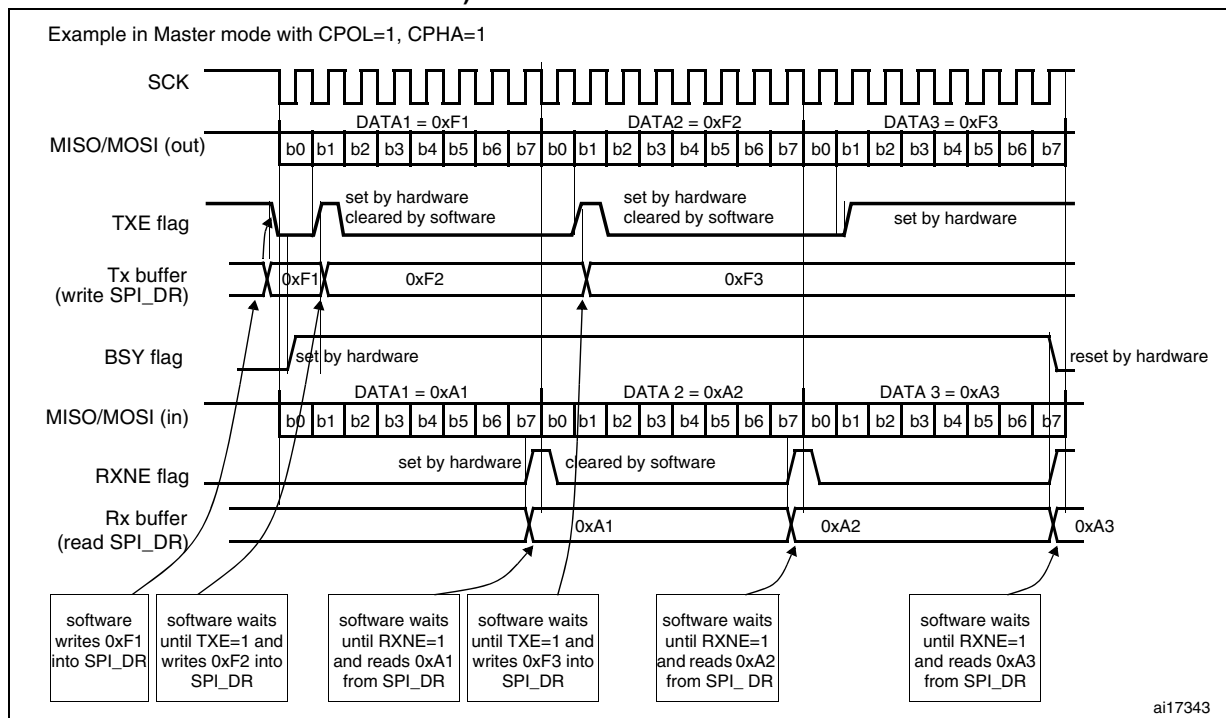 Example in Master mode with CPOL=1, CPHA=1
SCK
DATA1 = 0xF1 DATA2 = 0xF2 DATA3 = 0xF3
MISO/MOSI (out)
b0 b1 b2 b3 b4 b5 b6 b7 b0 b1 b2 b3 b4 b5 b6 b7 b0 b1 b2 b3 b4 b5 b6 b7
TXE flag
set by hardware
cleared by software
set by hardware
cleared by software
set by hardware
Tx buffer
(write SPI_DR)
0xF1 0xF2 0xF3
BSY flag
set by hardware
reset by hardware
DATA1 = 0xA1 DATA 2 = 0xA2 DATA 3 = 0xA3
MISO/MOSI (in)
b0 b1 b2 b3 b4 b5 b6 b7 b0 b1 b2 b3 b4 b5 b6 b7 b0 b1 b2 b3 b4 b5 b6 b7
RXNE flag
set by hardware
cleared by software
Rx buffer
(read SPI_DR)
0xA1 0xA2 0xA3
software
writes 0xF1
into SPI_DR
software waits
until TXE=1 and
writes 0xF2 into
SPI_DR
software waits
until RXNE=1
and reads 0xA1
from SPI_DR
software waits
until TXE=1 and
writes 0xF3 into
SPI_DR
software waits
until RXNE=1
and reads 0xA2
from SPI_ DR
software waits
until RXNE=1
and reads 0xA3
from SPI_DR
ai17343